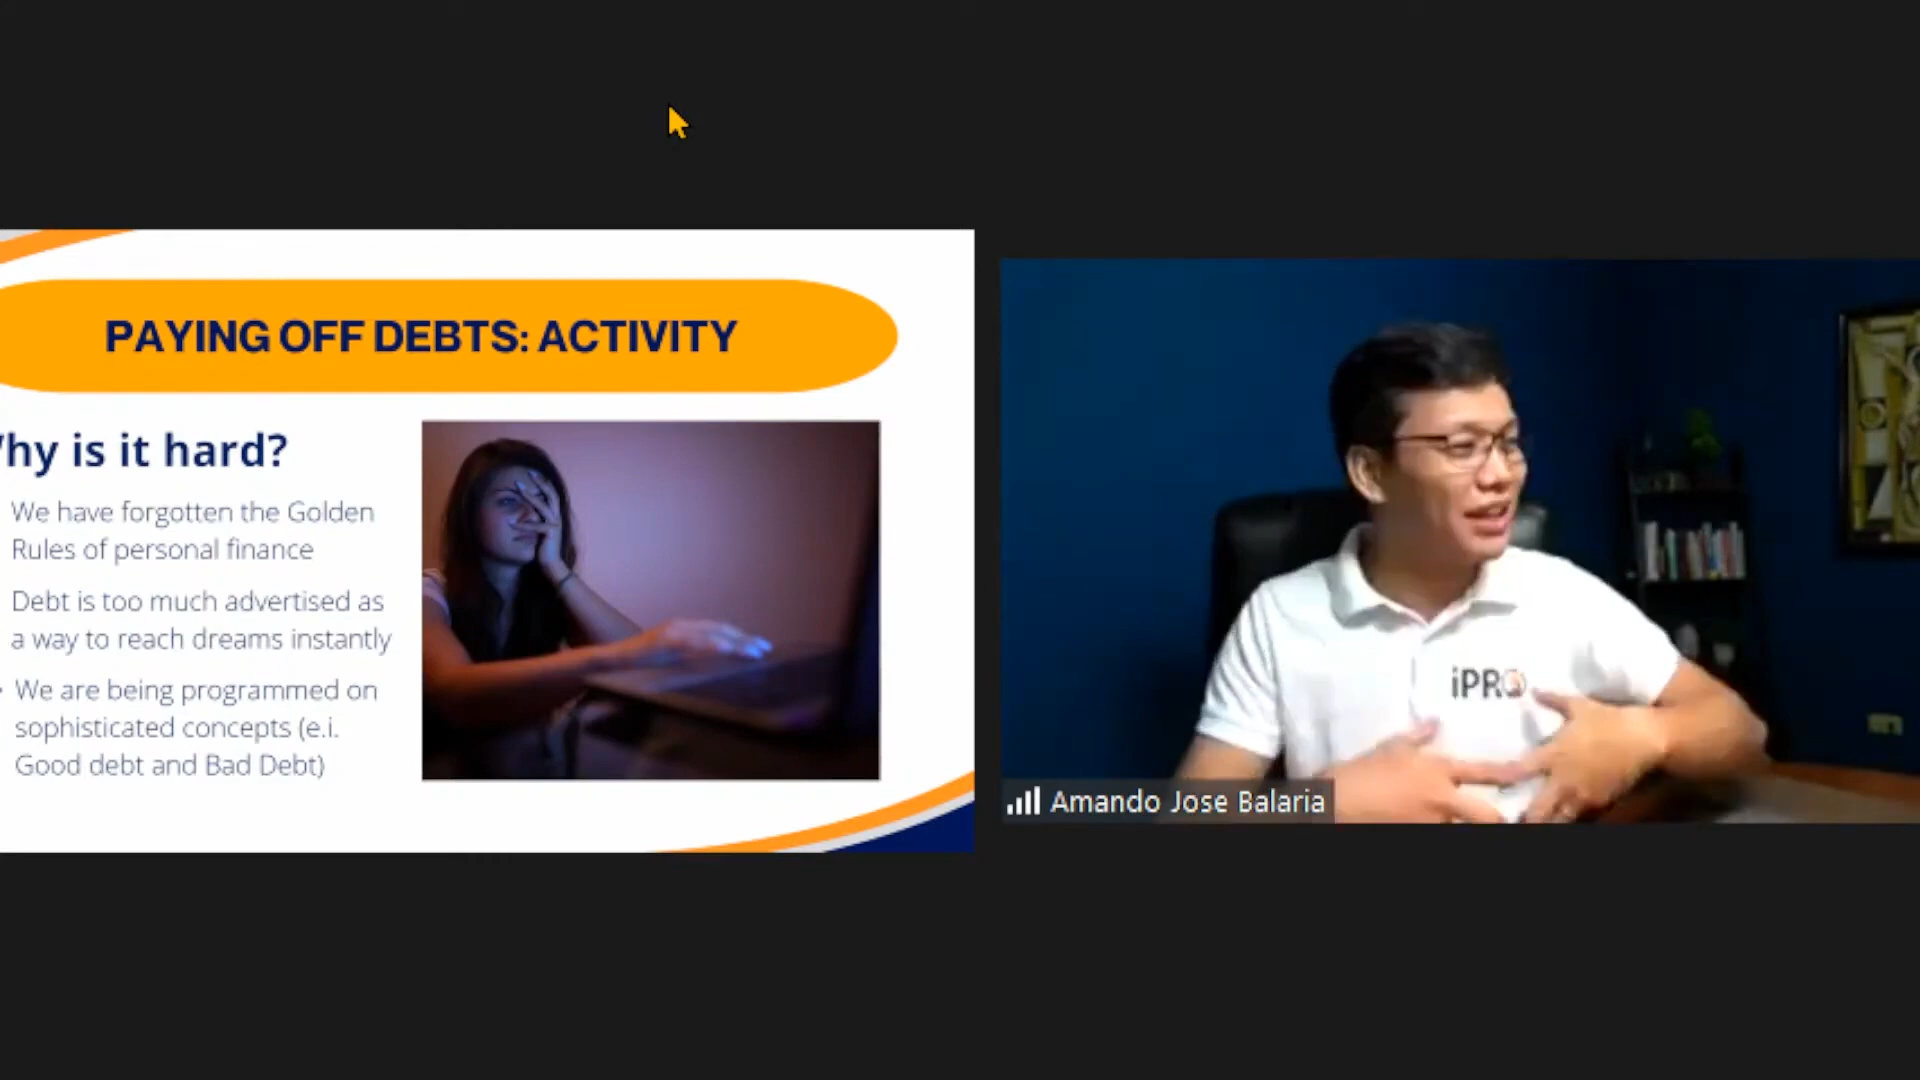 PAYING OFF DEBTS: ACTIVITY
hy is it hard?
We have forgotten the Golden
Rules of personal finance
Debt is too much advertised as
a way to reach dreams instantly
We are being programmed on
sophisticated concepts (e.i.
Good debt and Bad Debt)
iPRO
Amando Jose Balaria